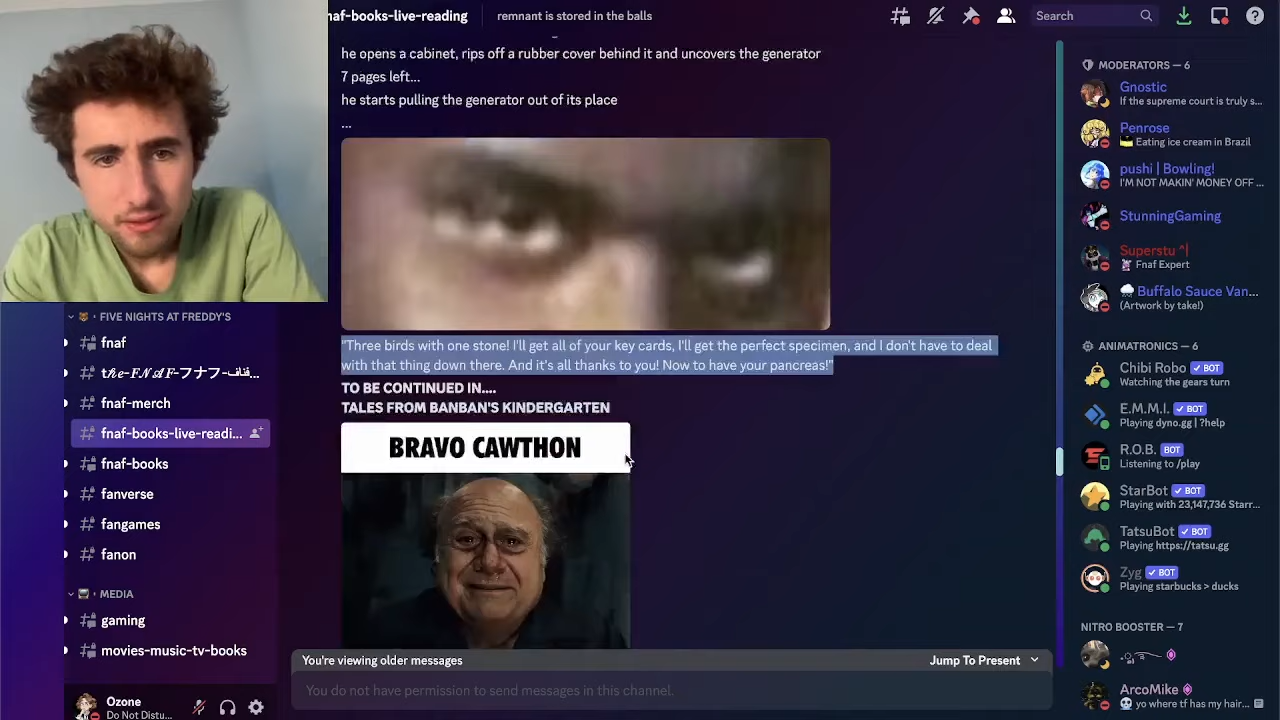 fnaf-books-live-reading
remnant is stored in the balls
Search
he opens a cabinet, rips off a rubber cover behind it and uncovers the generator
7 pages left...
he starts pulling the generator out of its place
...
"Three birds with one stone! I'll get all of your key cards, I'll get the perfect specimen, and I don't have to deal
with that thing down there. And it's all thanks to you! Now to have your pancreas!"
TO BE CONTINUED IN....
TALES FROM BANBAN'S KINDERGARTEN
BRAVO CAWTHON
You're viewing older messages
Jump To Present
You do not have permission to send messages in this channel.
FIVE NIGHTS AT FREDDY'S
fnaf
the-FNAF-フナフ-فناف...
fnaf-merch
fnaf-books-live-readi...
fnaf-books
fanverse
fangames
fanon
MEDIA
gaming
movies-music-tv-books
Ozone
Do Not Distu...
MODERATORS — 6
Gnostic
If the supreme court is truly s...
Penrose
Eating ice cream in Brazil
pushi | Bowling!
I'M NOT MAKIN' MONEY OFF ...
StunningGaming
Superstu ^|
Fnaf Expert
Buffalo Sauce Van...
(Artwork by take!)
ANIMATRONICS — 6
Chibi Robo BOT
Watching the gears turn
E.M.M.I. BOT
Playing dyno.gg | ?help
R.O.B. BOT
Listening to /play
StarBot BOT
Playing with 23,147,736 Starr...
TatsuBot BOT
Playing https://tatsu.gg
Zyg BOT
Playing starbies > ducks
NITRO BOOSTER — 7
ArcoMike
yo where tf has my hair...